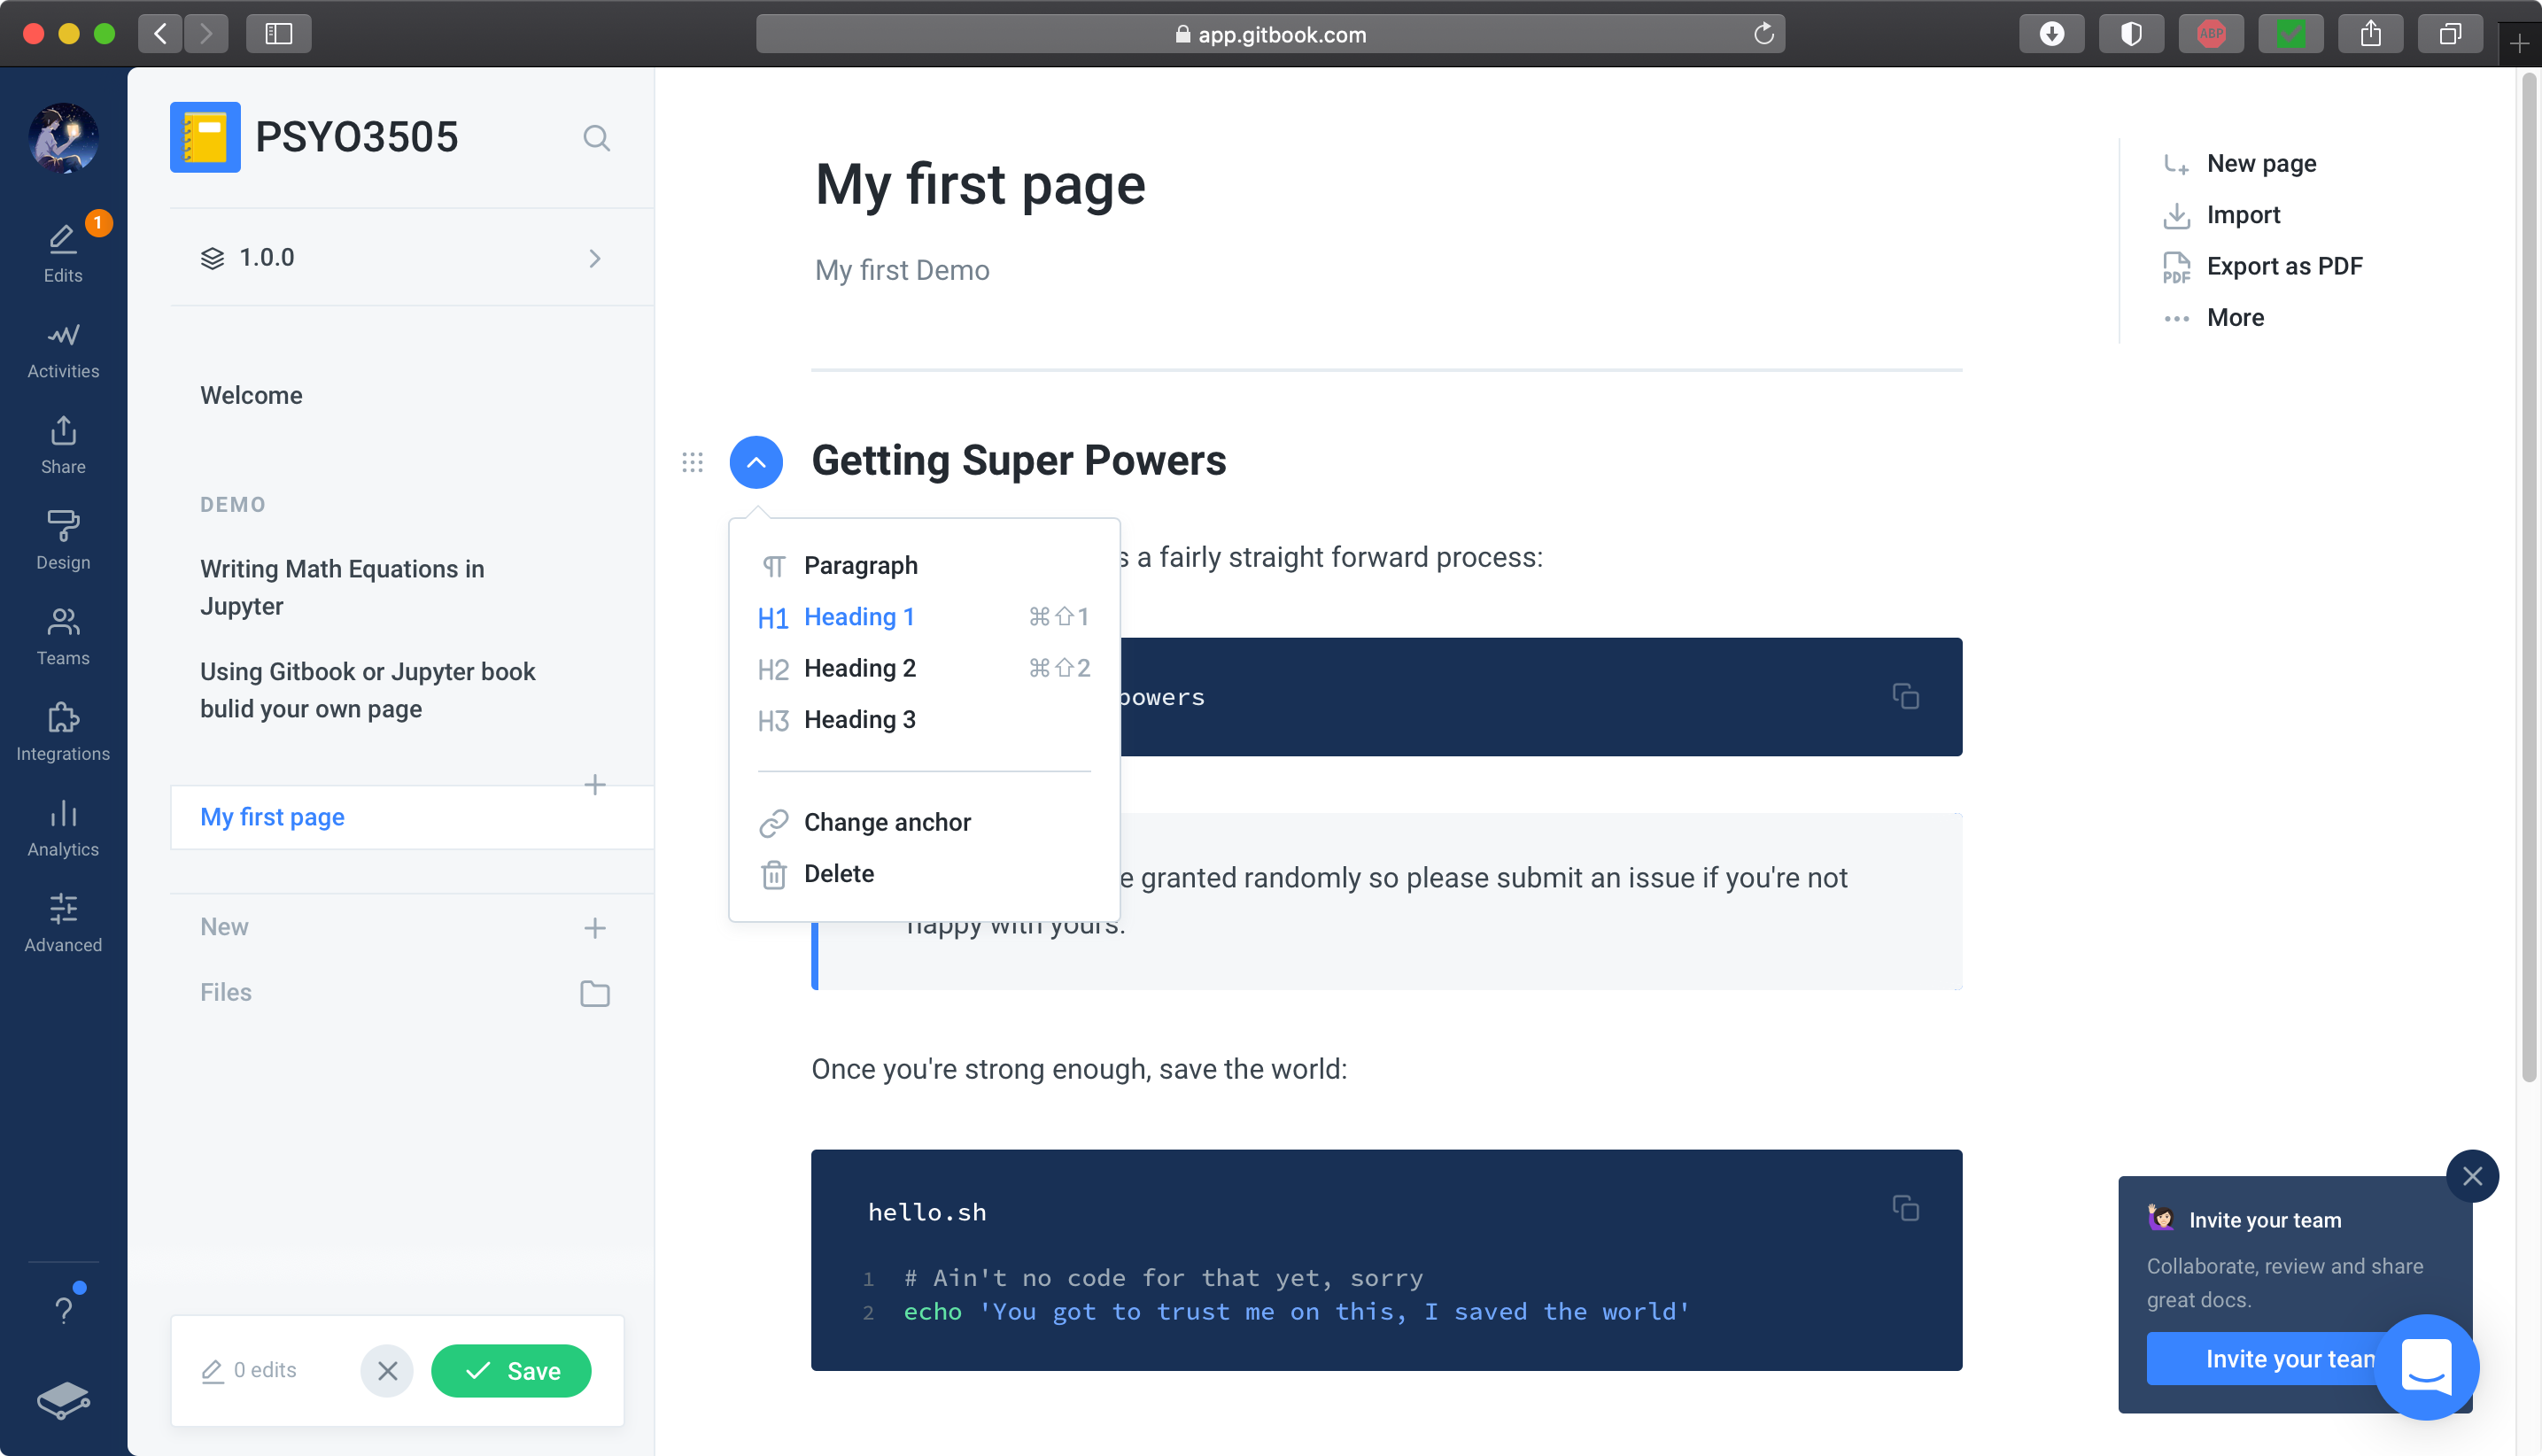 app.gitbook.com
ABP
1
Edits
Activities
Share
Design
Teams
Integrations
Analytics
Advanced
?
PSYO3505
1.0.0
Welcome
DEMO
Writing Math Equations in
Jupyter
Using Gitbook or Jupyter book
bulid your own page
My first page
New
Files
0 edits
Save
My first page
My first Demo
Getting Super Powers
a fairly straight forward process:
Paragraph
H1 Heading 1 ⌘⇧1
H2 Heading 2 ⌘⇧2
H3 Heading 3
Change anchor
Delete
powers
granted randomly so please submit an issue if you're not
happy with yours.
Once you're strong enough, save the world:
hello.sh
1 # Ain't no code for that yet, sorry
2 echo 'You got to trust me on this, I saved the world'
New page
Import
PDF Export as PDF
More
Invite your team
Collaborate, review and share
great docs.
Invite your team